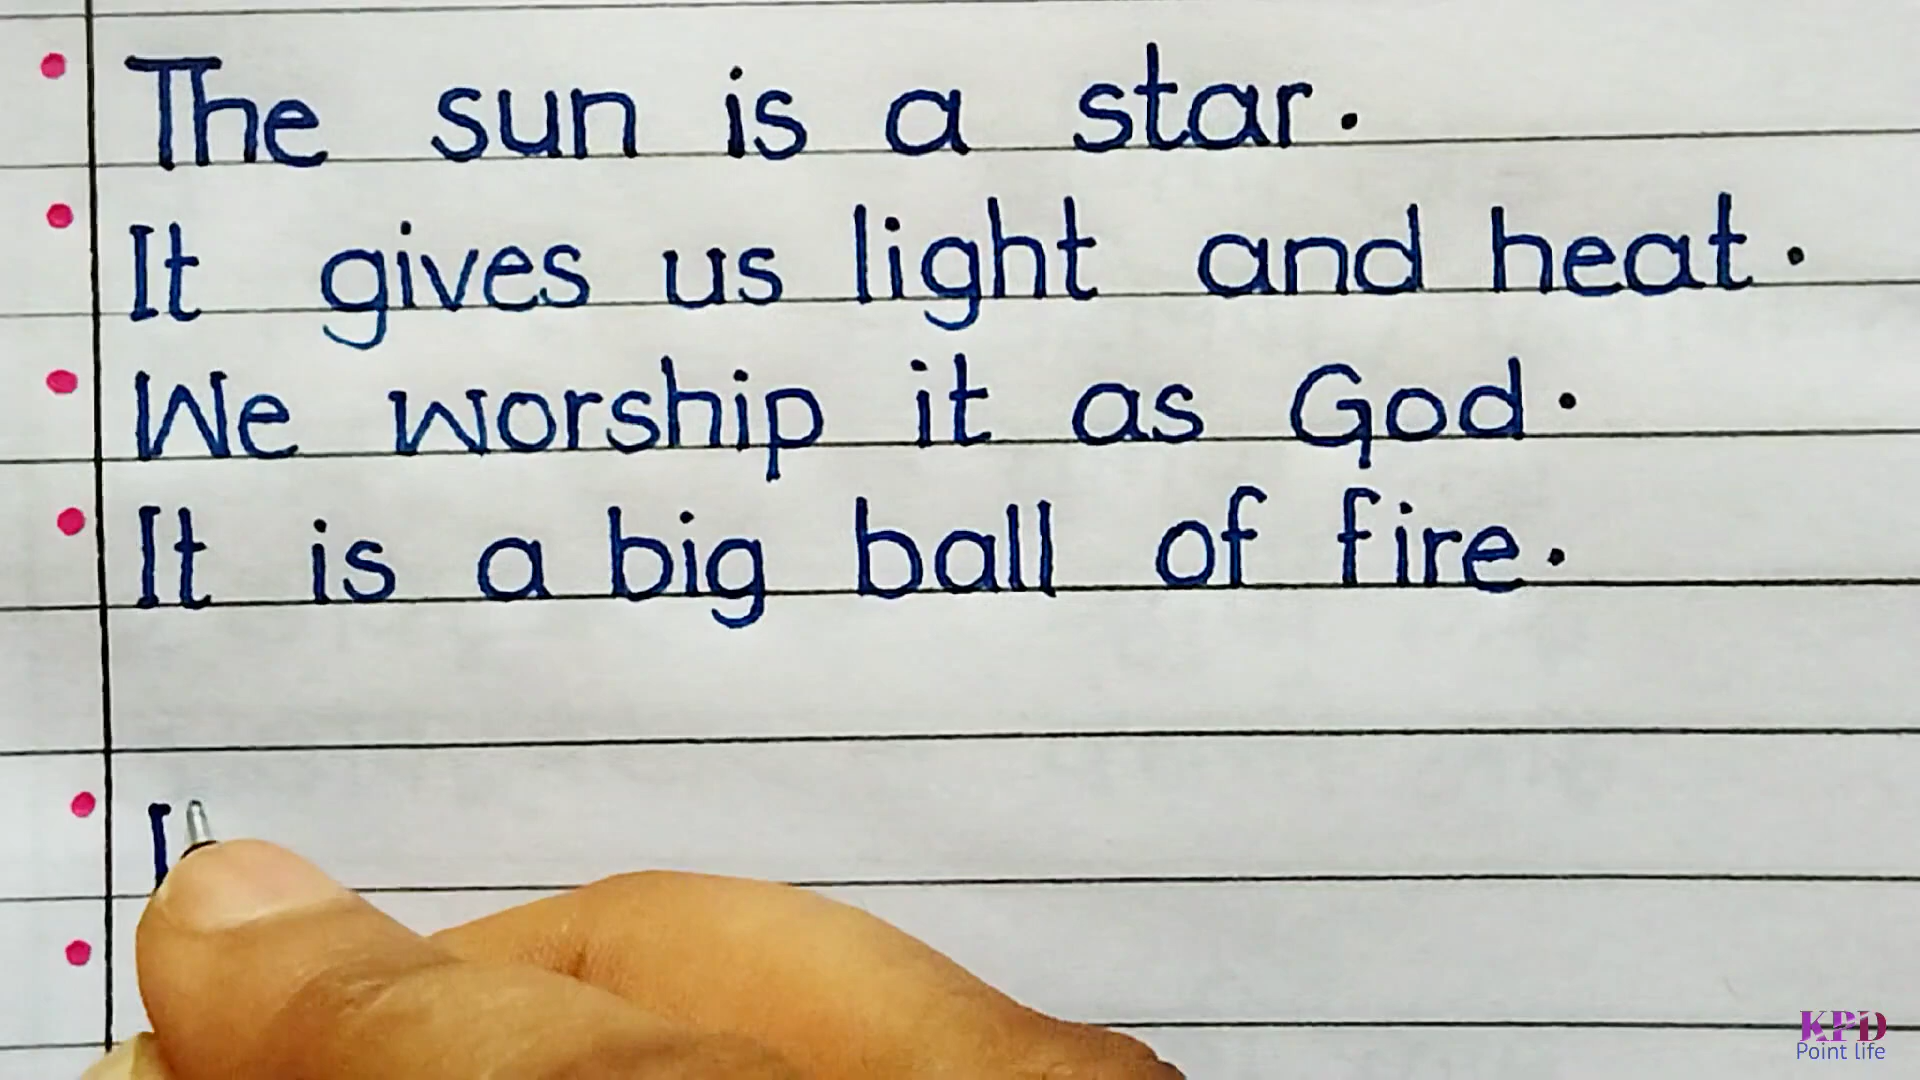 The sun is a star.
It gives us light and heat.
We worship it as God.
It is a big ball of fire.
I
KPD
Point life